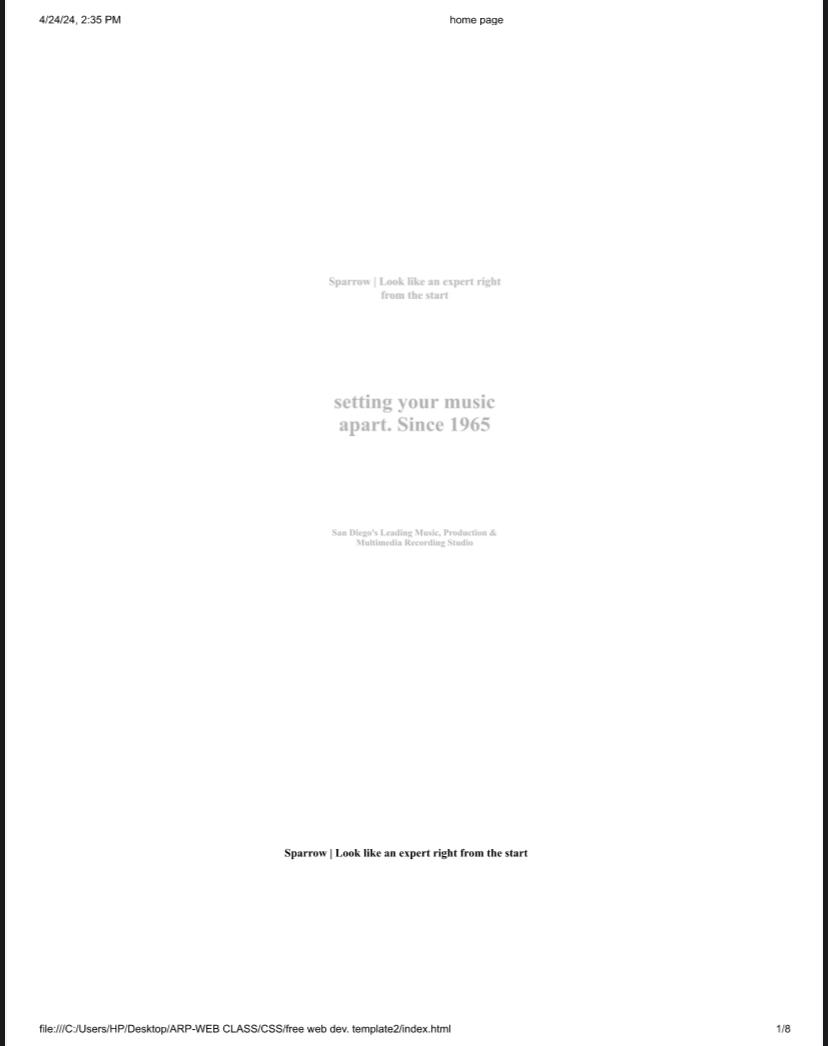 4/24/24, 2:35 PM home page
Sparrow | Look like an expert right
from the start
setting your music
apart. Since 1965
San Diego's Leading Music, Production &
Multimedia Recording Studio
Sparrow | Look like an expert right from the start
file:///C:/Users/HP/Desktop/ARP-WEB CLASS/CSS/free web dev. template2/index.html 1/8